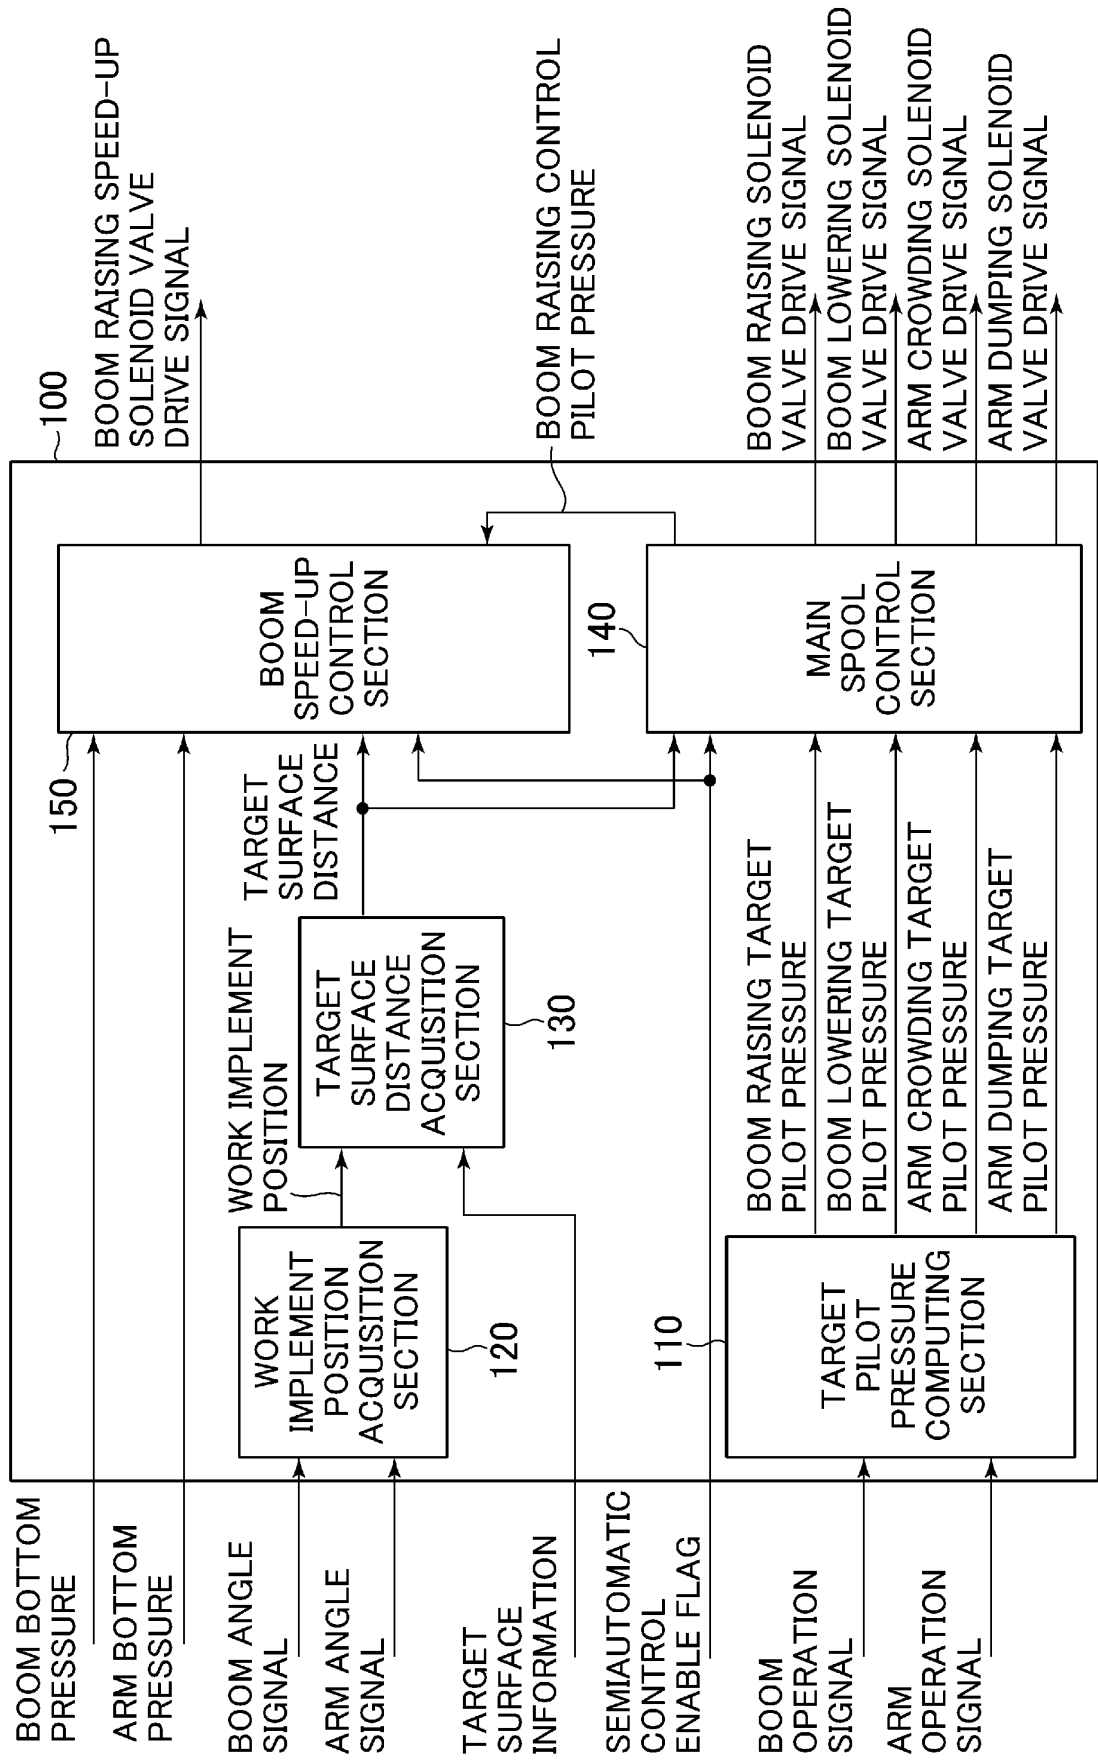 BOOM BOTTOM
PRESSURE
ARM BOTTOM
PRESSURE
BOOM ANGLE
SIGNAL
ARM ANGLE
SIGNAL
TARGET
SURFACE
INFORMATION
SEMIAUTOMATIC
CONTROL
ENABLE FLAG
BOOM
OPERATION
SIGNAL
ARM
OPERATION
SIGNAL
WORK
IMPLEMENT
POSITION
ACQUISITION
SECTION
120
WORK IMPLEMENT
POSITION
TARGET
SURFACE
DISTANCE
ACQUISITION
SECTION
130
TARGET
SURFACE
DISTANCE
110
TARGET
PILOT
PRESSURE
COMPUTING
SECTION
BOOM RAISING TARGET
PILOT PRESSURE
BOOM LOWERING TARGET
PILOT PRESSURE
ARM CROWDING TARGET
PILOT PRESSURE
ARM DUMPING TARGET
PILOT PRESSURE
150
BOOM
SPEED-UP
CONTROL
SECTION
140
MAIN
SPOOL
CONTROL
SECTION
100
BOOM RAISING SPEED-UP
SOLENOID VALVE
DRIVE SIGNAL
BOOM RAISING CONTROL
PILOT PRESSURE
BOOM RAISING SOLENOID
VALVE DRIVE SIGNAL
BOOM LOWERING SOLENOID
VALVE DRIVE SIGNAL
ARM CROWDING SOLENOID
VALVE DRIVE SIGNAL
ARM DUMPING SOLENOID
VALVE DRIVE SIGNAL